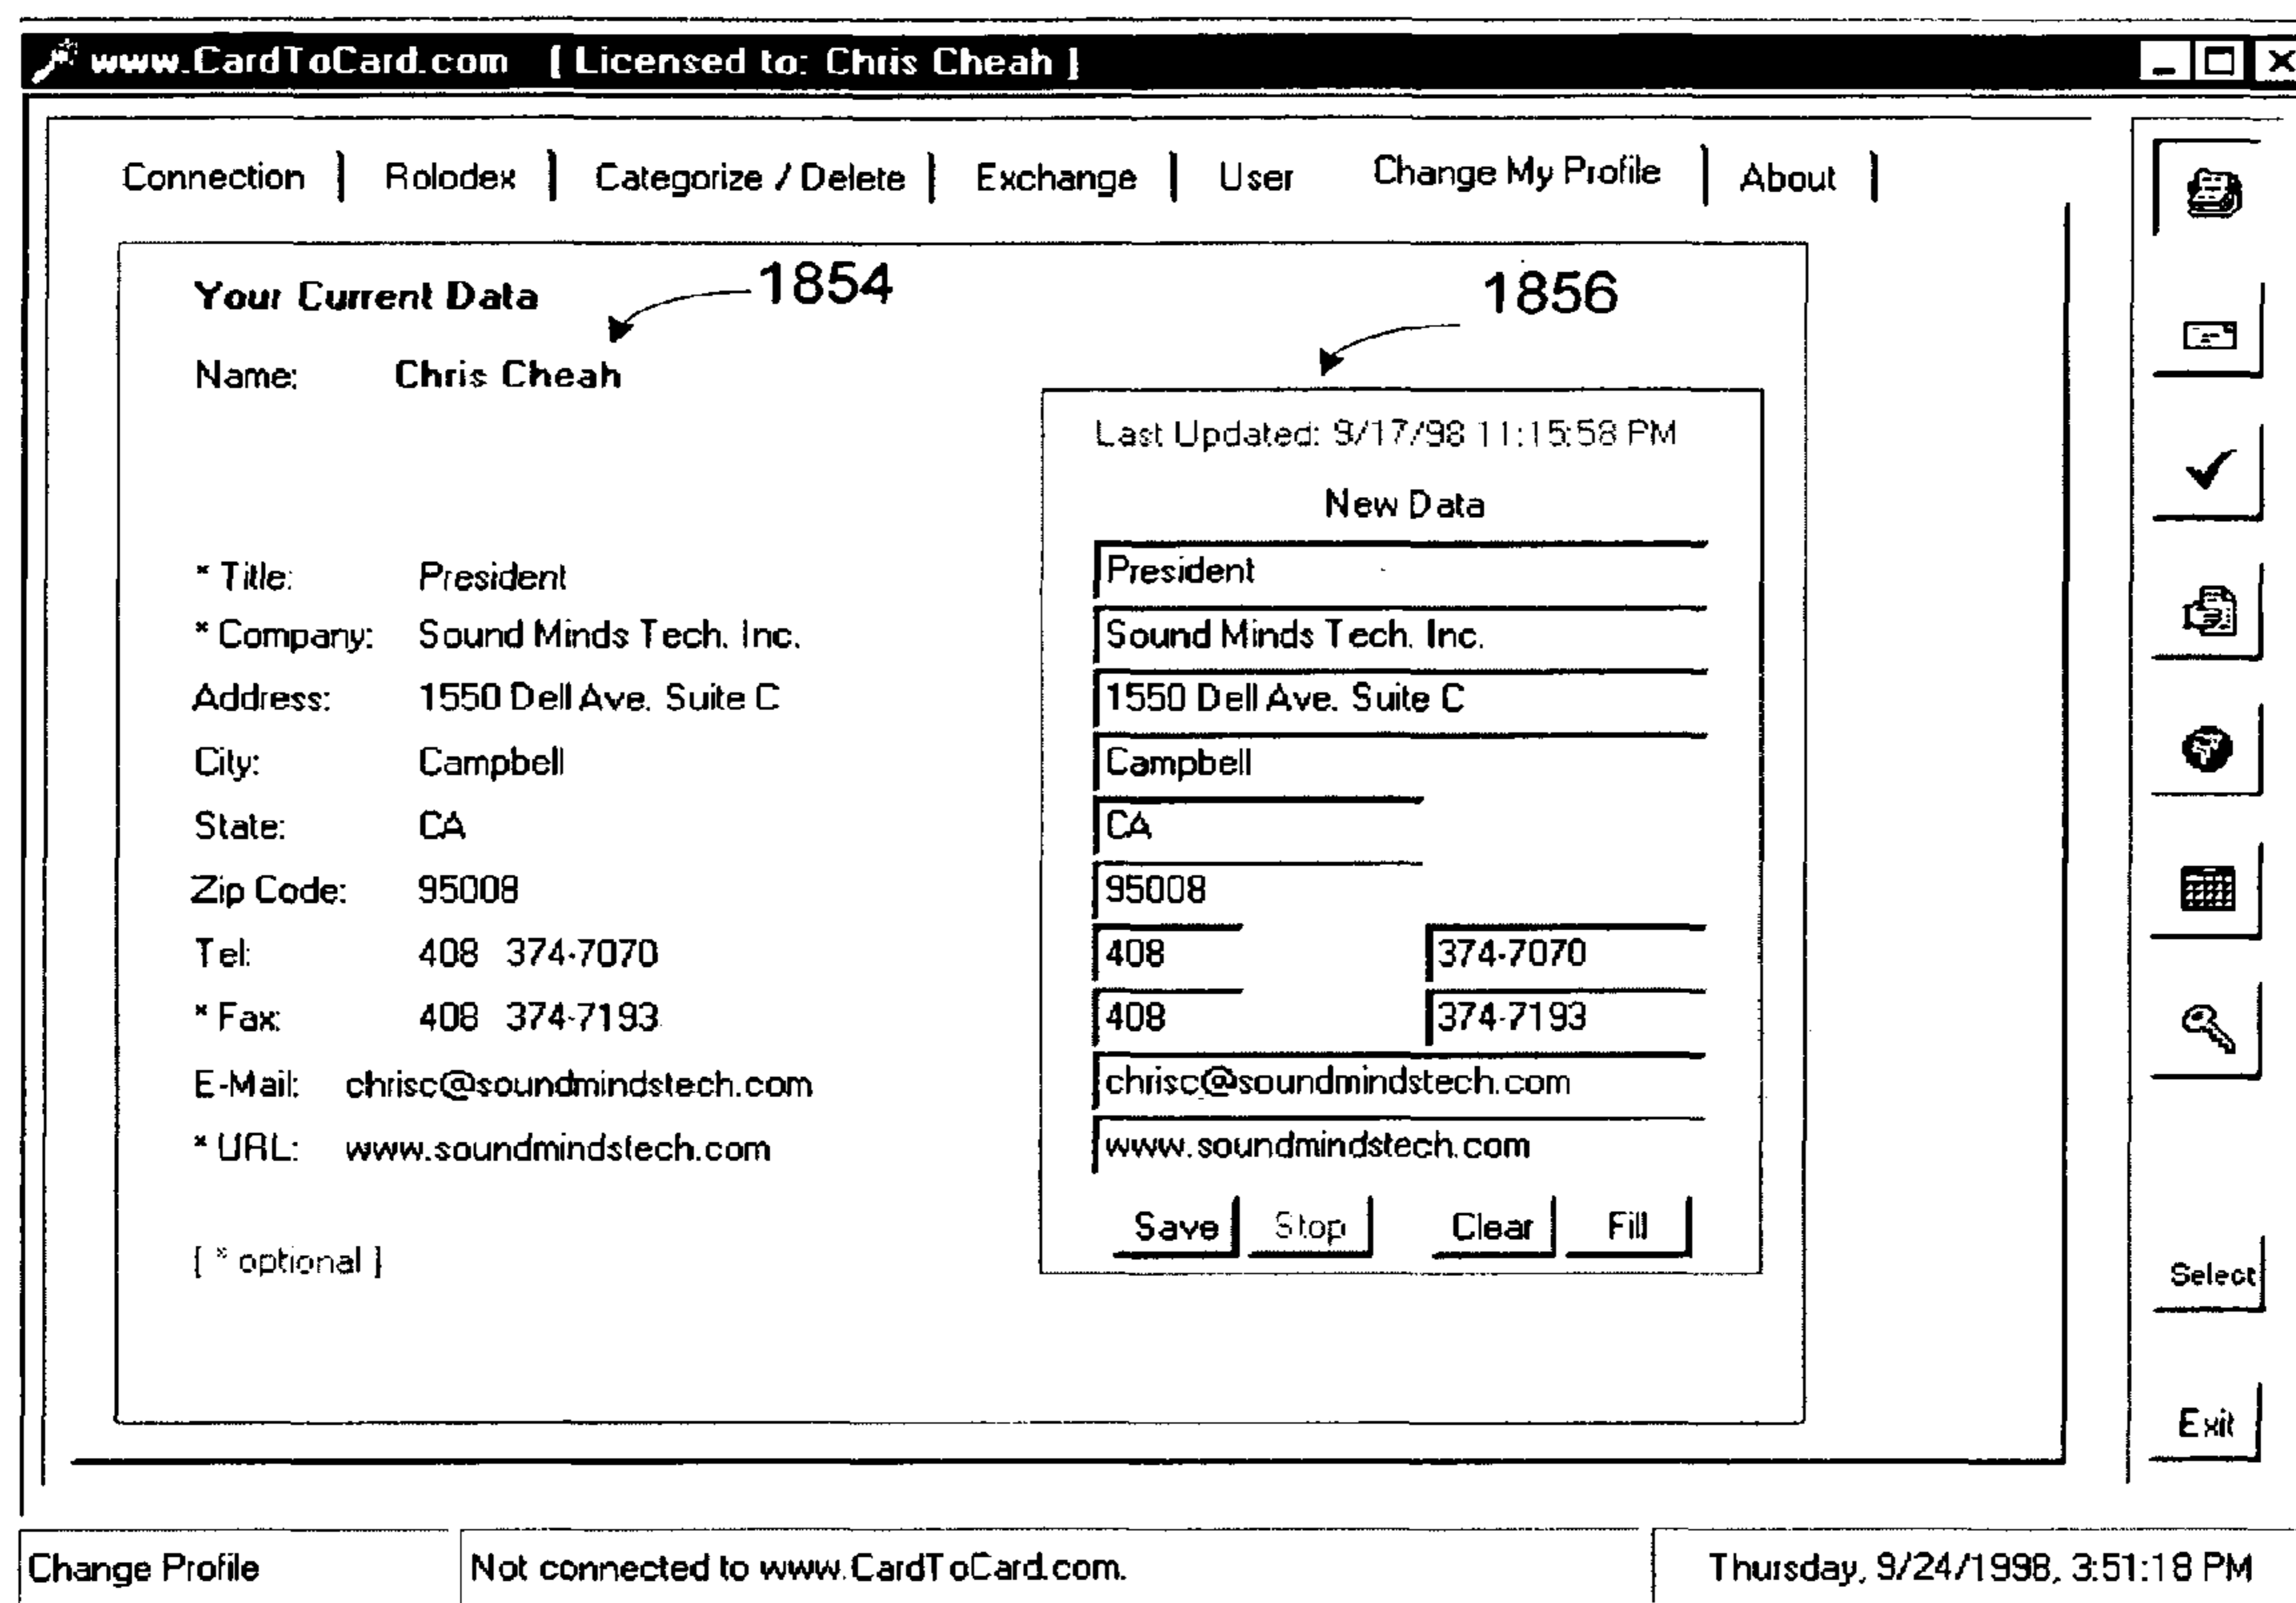 www.CardToCard.com [ Licensed to: Chris Cheah ]
Connection | Rolodex | Categorize / Delete | Exchange | User Change My Profile | About |
Your Current Data 1854 1856
Name: Chris Cheah
Last Updated: 9/17/98 11:15:58 PM
New Data
* Title: President President
* Company: Sound Minds Tech. Inc. Sound Minds Tech. Inc.
Address: 1550 Dell Ave. Suite C 1550 Dell Ave. Suite C
City: Campbell Campbell
State: CA CA
Zip Code: 95008 95008
Tel: 408 374-7070 408 374-7070
* Fax: 408 374-7193 408 374-7193
E-Mail: chrisc@soundmindstech.com chrisc@soundmindstech.com
* URL: www.soundmindstech.com www.soundmindstech.com
Save Stop Clear Fill
[ * optional ]
Select
Exit
Change Profile Not connected to www.CardToCard.com. Thursday, 9/24/1998, 3:51:18 PM